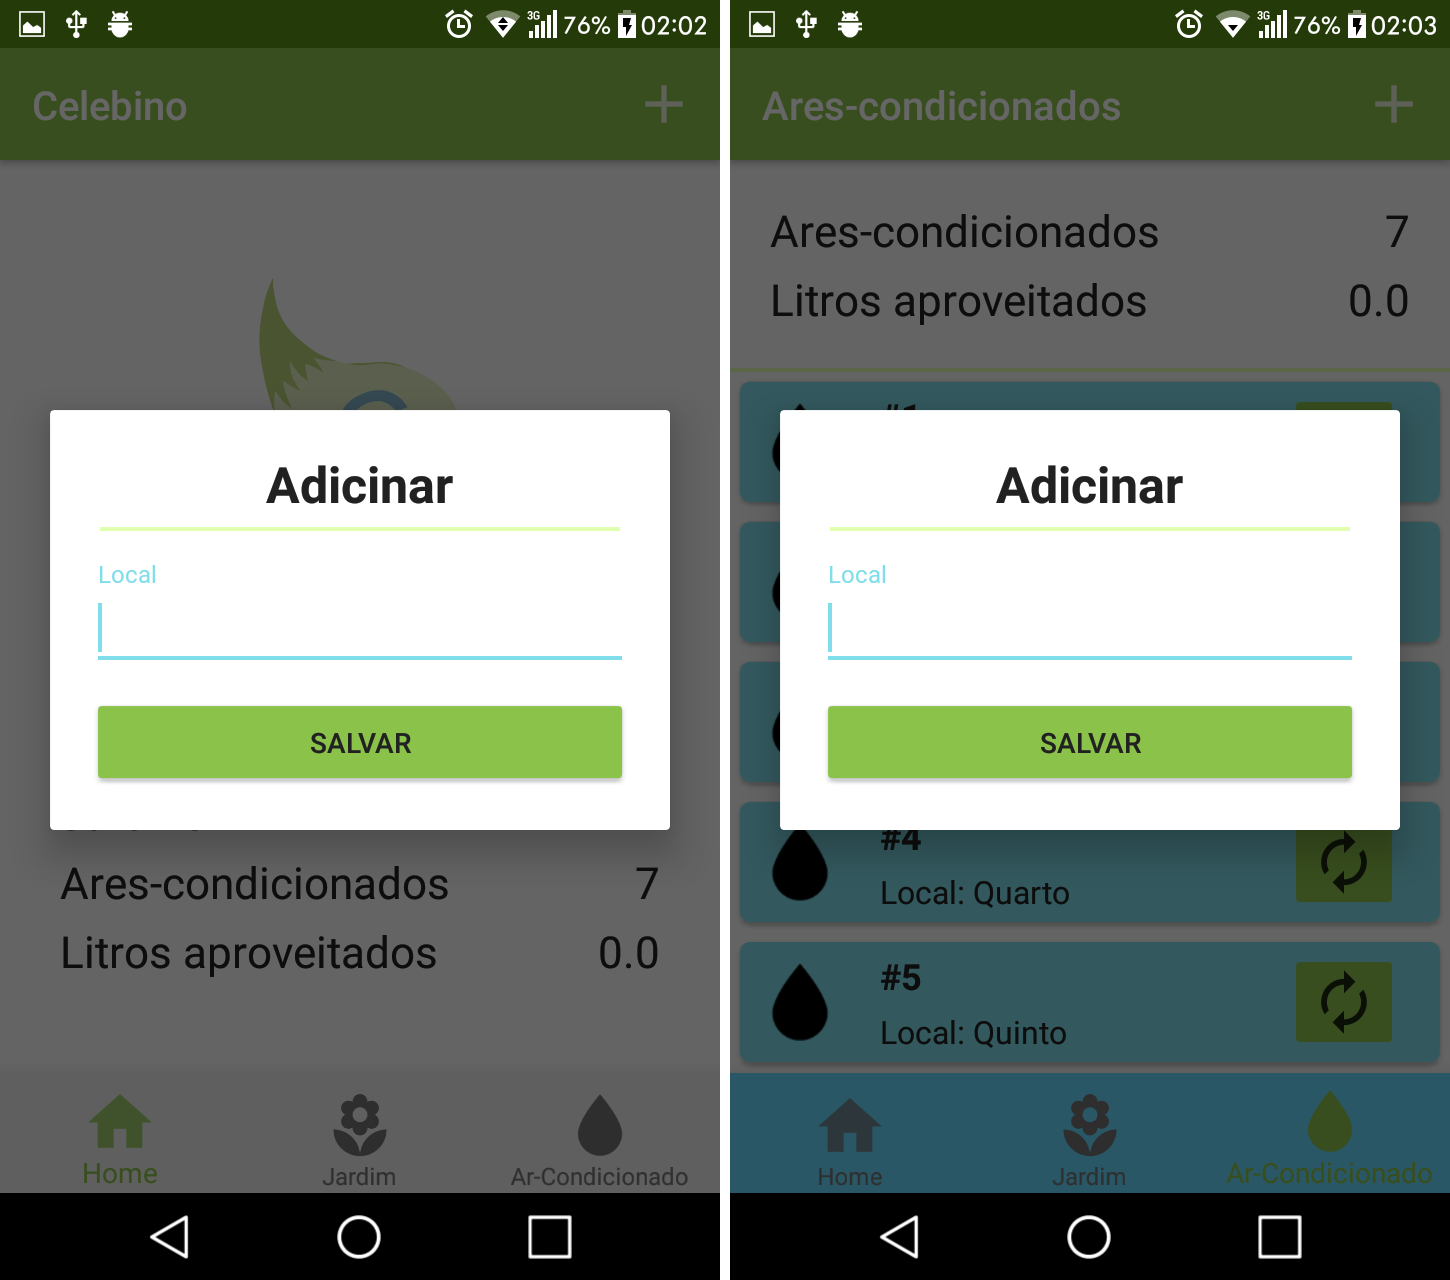 3G 76% 02:02
Celebino
Adicinar
Local
SALVAR
Ares-condicionados 7
Litros aproveitados 0.0
Home Jardim Ar-Condicionado
3G 76% 02:03
Ares-condicionados
Ares-condicionados 7
Litros aproveitados 0.0
#1
Adicinar
Local
SALVAR
#4
Local: Quarto
#5
Local: Quinto
Home Jardim Ar-Condicionado